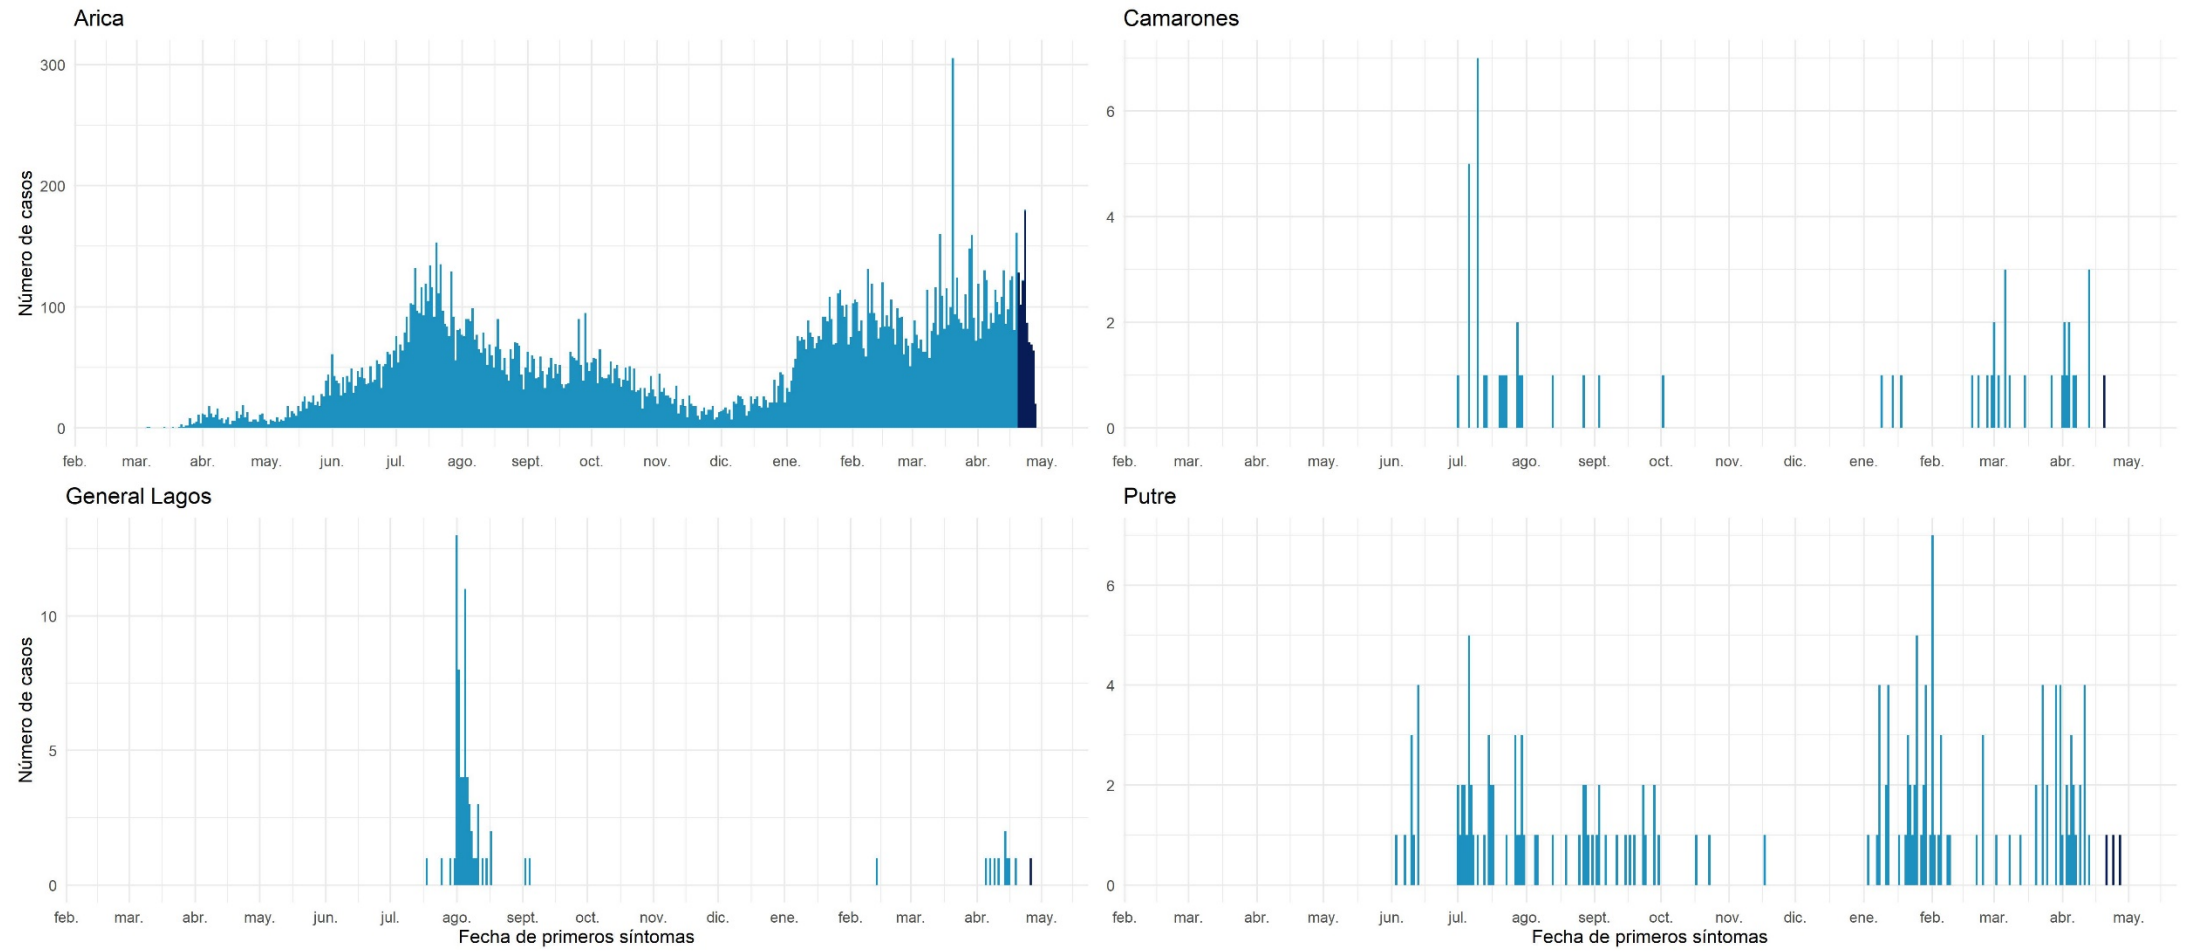 Arica
Número de casos
300
200
100
0
feb. mar. abr. may. jun. jul. ago. sept. oct. nov. dic. ene. feb. mar. abr. may.
Camarones
6
4
2
0
feb. mar. abr. may. jun. jul. ago. sept. oct. nov. dic. ene. feb. mar. abr. may.
General Lagos
Número de casos
10
5
0
feb. mar. abr. may. jun. jul. ago. sept. oct. nov. dic. ene. feb. mar. abr. may.
Fecha de primeros síntomas
Putre
6
4
2
0
feb. mar. abr. may. jun. jul. ago. sept. oct. nov. dic. ene. feb. mar. abr. may.
Fecha de primeros síntomas